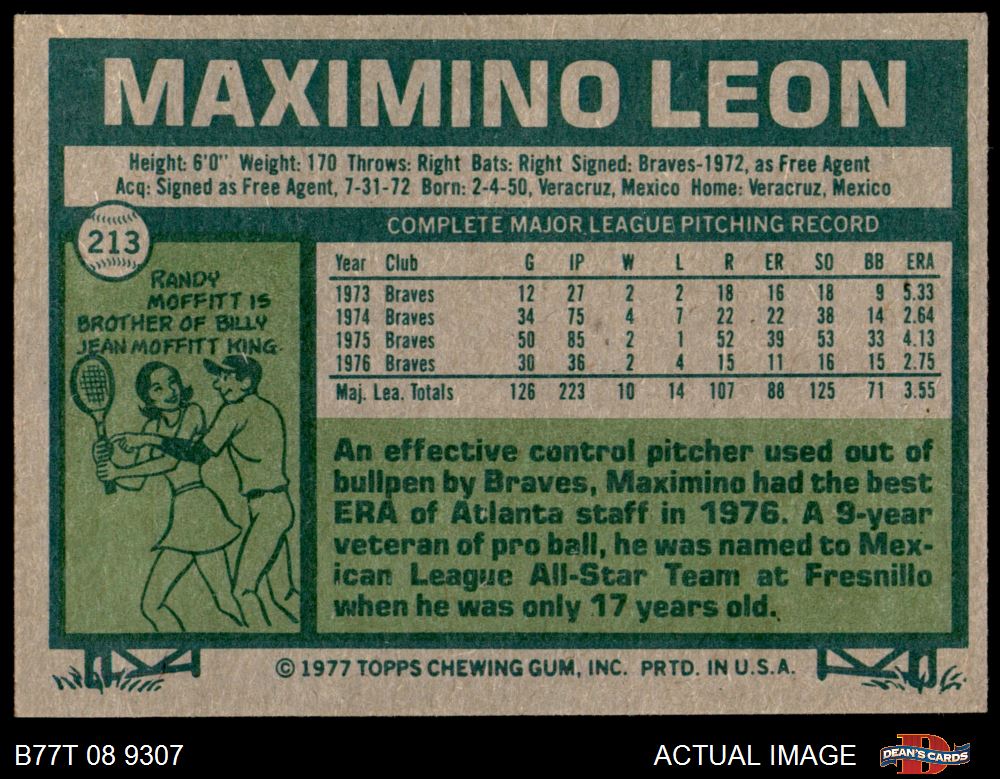 MAXIMINO LEON
Height: 6'0" Weight: 170 Throws: Right Bats: Right Signed: Braves-1972, as Free Agent
Acq: Signed as Free Agent, 7-31-72 Born: 2-4-50, Veracruz, Mexico Home: Veracruz, Mexico
213
RANDY
MOFFITT IS
BROTHER OF BILLY
JEAN MOFFITT KING.
COMPLETE MAJOR LEAGUE PITCHING RECORD
Year Club G IP W L R ER SO BB ERA
1973 Braves 12 27 2 2 18 16 18 9 5.33
1974 Braves 34 75 4 7 22 22 38 14 2.64
1975 Braves 50 85 2 1 52 39 53 33 4.13
1976 Braves 30 36 2 4 15 11 16 15 2.75
Maj. Lea. Totals 126 223 10 14 107 88 125 71 3.55
An effective control pitcher used out of
bullpen by Braves, Maximino had the best
ERA of Atlanta staff in 1976. A 9-year
veteran of pro ball, he was named to Mex-
ican League All-Star Team at Fresnillo
when he was only 17 years old.
© 1977 TOPPS CHEWING GUM, INC. PRTD. IN U.S.A.
B77T 08 9307
ACTUAL IMAGE
D
DEAN'S CARDS